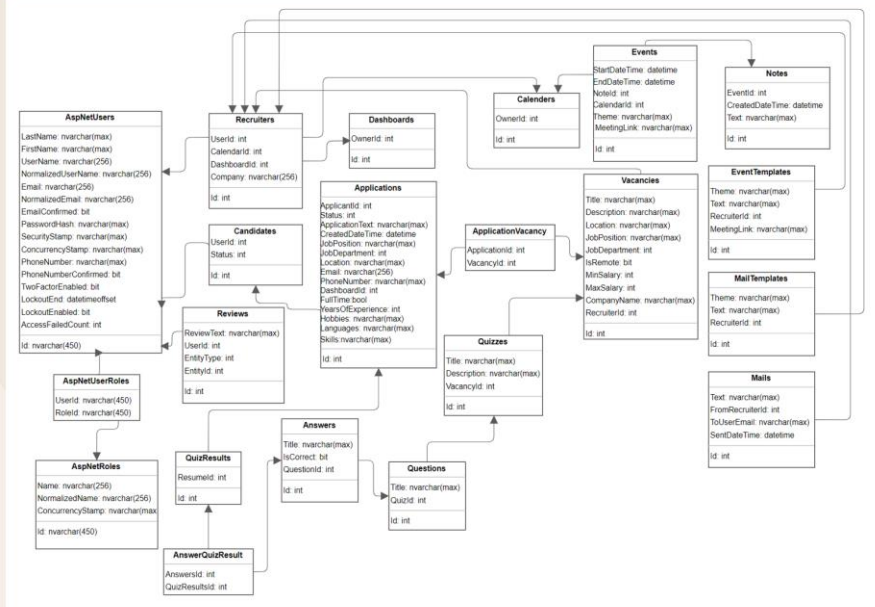 Events
StartDateTime: datetime
EndDateTime: datetime
NoteId: int
CalendarId: int
Theme: nvarchar(max)
MeetingLink: nvarchar(max)
Id: int
Notes
EventId: int
CreatedDateTime: datetime
Text: nvarchar(max)
Id: int
Calenders
OwnerId: int
Id: int
AspNetUsers
LastName: nvarchar(max)
FirstName: nvarchar(max)
UserName: nvarchar(256)
NormalizedUserName: nvarchar(256)
Email: nvarchar(256)
NormalizedEmail: nvarchar(256)
EmailConfirmed: bit
PasswordHash: nvarchar(max)
SecurityStamp: nvarchar(max)
ConcurrencyStamp: nvarchar(max)
PhoneNumber: nvarchar(max)
PhoneNumberConfirmed: bit
TwoFactorEnabled: bit
LockoutEnd: datetimeoffset
LockoutEnabled: bit
AccessFailedCount: int
Id: nvarchar(450)
Recruiters
UserId: int
CalendarId: int
DashboardId: int
Company: nvarchar(256)
Id: int
Dashboards
OwnerId: int
Id: int
Applications
ApplicantId: int
Status: int
ApplicationText: nvarchar(max)
CreatedDateTime: datetime
JobPosition: nvarchar(max)
JobDepartment: int
Location: nvarchar(max)
Email: nvarchar(256)
PhoneNumber: nvarchar(max)
DashboardId: int
FullTime:bool
YearsOfExperience: int
Hobbies: nvarchar(max)
Languages: nvarchar(max)
Skills:nvarchar(max)
Id: int
Vacancies
Title: nvarchar(max)
Description: nvarchar(max)
Location: nvarchar(max)
JobPosition: nvarchar(max)
JobDepartment: int
IsRemote: bit
MinSalary: int
MaxSalary: int
CompanyName: nvarchar(max)
RecruiterId: int
Id: int
EventTemplates
Theme: nvarchar(max)
Text: nvarchar(max)
RecruiterId: int
MeetingLink: nvarchar(max)
Id: int
Candidates
UserId: int
Status: int
Id: int
ApplicationVacancy
ApplicationId: int
VacancyId: int
MailTemplates
Theme: nvarchar(max)
Text: nvarchar(max)
RecruiterId: int
Id: int
Reviews
ReviewText: nvarchar(max)
UserId: int
EntityType: int
EntityId: int
Id: int
Quizzes
Title: nvarchar(max)
Description: nvarchar(max)
VacancyId: int
Id: int
AspNetUserRoles
UserId: nvarchar(450)
RoleId: nvarchar(450)
Mails
Text: nvarchar(max)
FromRecruiterId: int
ToUserEmail: nvarchar(max)
SentDateTime: datetime
Id: int
Answers
Title: nvarchar(max)
IsCorrect: bit
QuestionId: int
Id: int
QuizResults
ResumeId: int
Id: int
Questions
Title: nvarchar(max)
QuizId: int
Id: int
AspNetRoles
Name: nvarchar(256)
NormalizedName: nvarchar(256)
ConcurrencyStamp: nvarchar(max
Id: nvarchar(450)
AnswerQuizResult
AnswersId: int
QuizResultsId: int